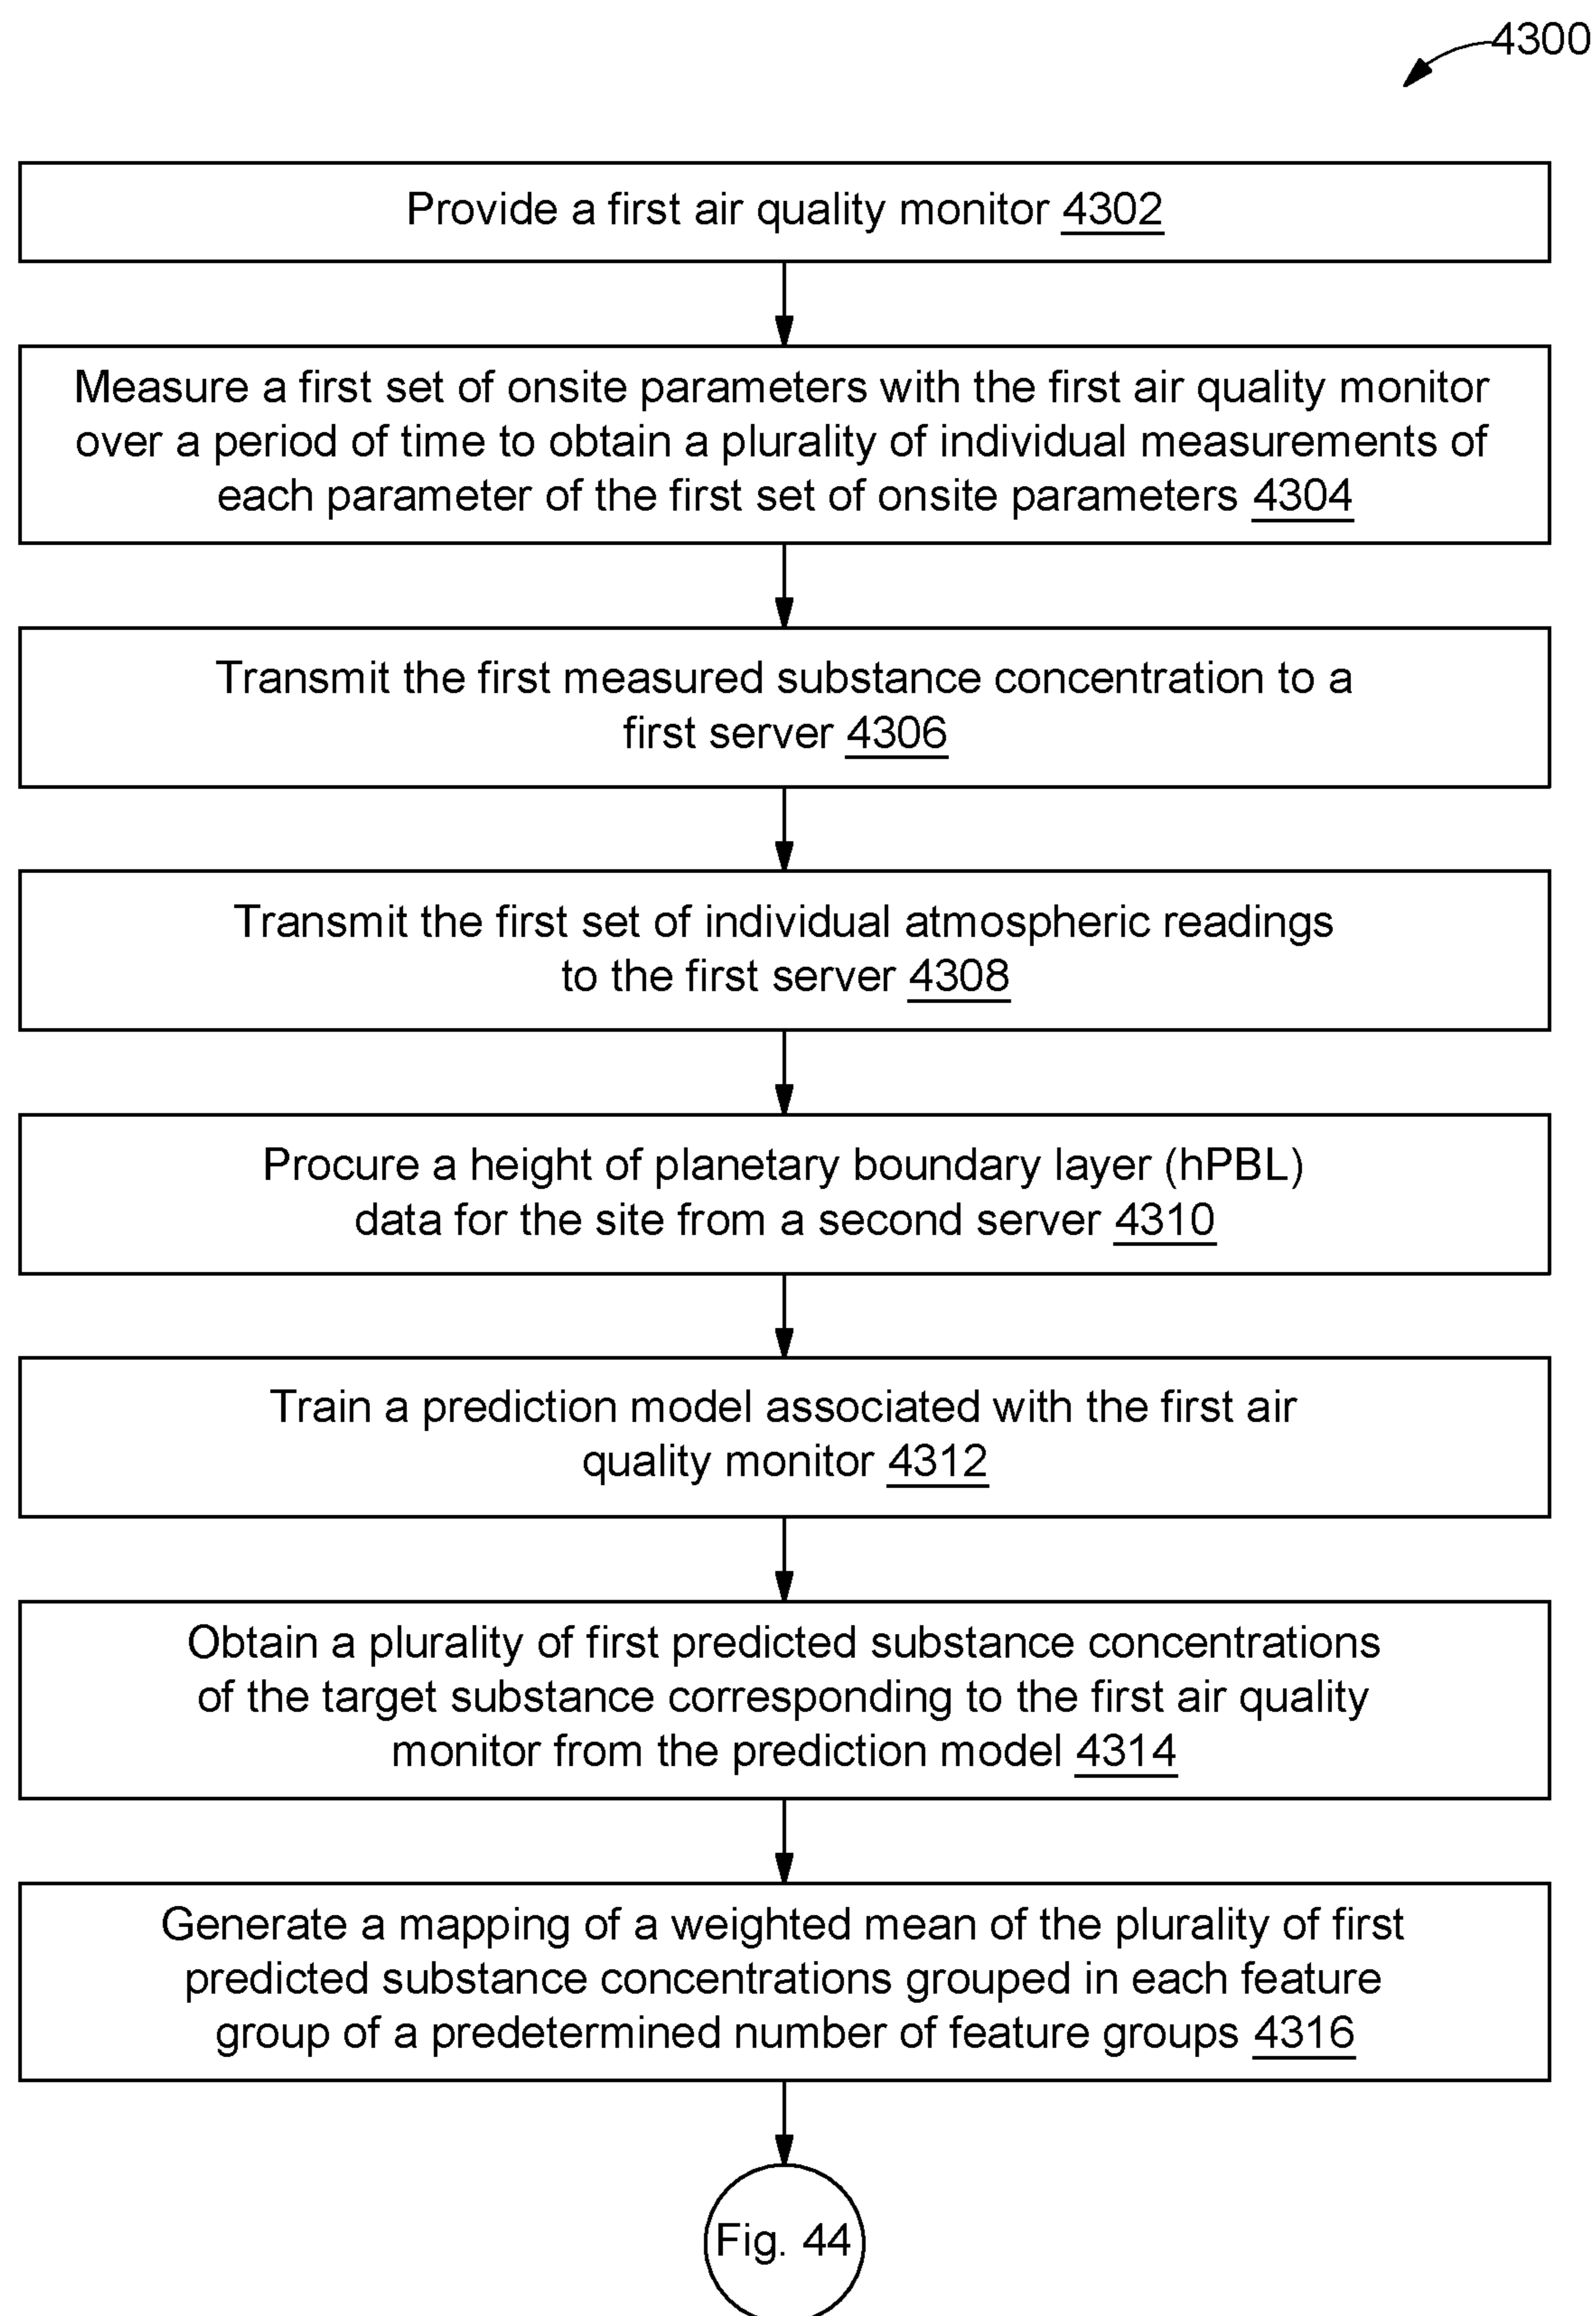 4300
Provide a first air quality monitor 4302
Measure a first set of onsite parameters with the first air quality monitor
over a period of time to obtain a plurality of individual measurements of
each parameter of the first set of onsite parameters 4304
Transmit the first measured substance concentration to a
first server 4306
Transmit the first set of individual atmospheric readings
to the first server 4308
Procure a height of planetary boundary layer (hPBL)
data for the site from a second server 4310
Train a prediction model associated with the first air
quality monitor 4312
Obtain a plurality of first predicted substance concentrations
of the target substance corresponding to the first air quality
monitor from the prediction model 4314
Generate a mapping of a weighted mean of the plurality of first
predicted substance concentrations grouped in each feature
group of a predetermined number of feature groups 4316
Fig. 44